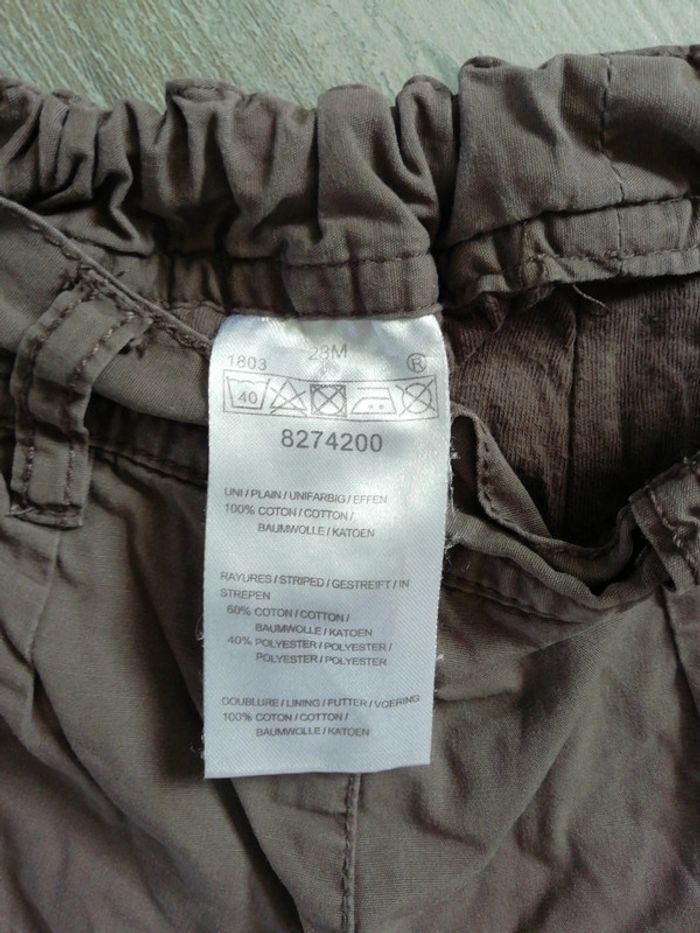 1803 23M ®
40
8274200
UNI / PLAIN / UNIFARBIG / EFFEN
100% COTON / COTTON /
BAUMWOLLE / KATOEN
RAYURES / STRIPED / GESTREIFT / IN
STREPEN
60% COTON / COTTON /
BAUMWOLLE / KATOEN
40% POLYESTER / POLYESTER /
POLYESTER / POLYESTER
DOUBLURE / LINING / FUTTER / VOERING
100% COTON / COTTON /
BAUMWOLLE / KATOEN